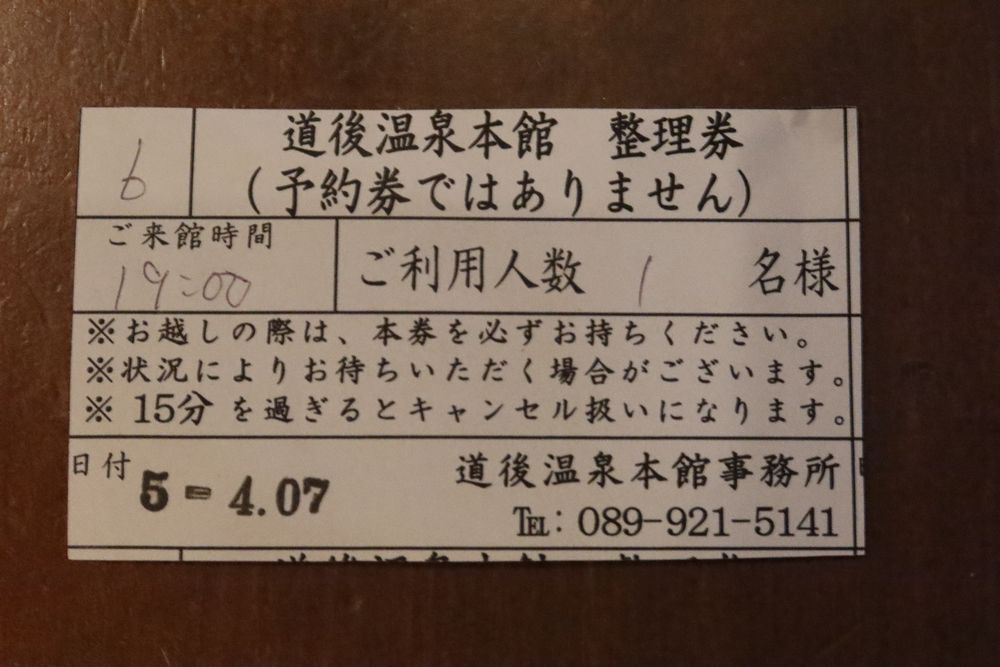 6
道後温泉本館 整理券
(予約券ではありません)
ご来館時間
19:00
ご利用人数 1 名様
※お越しの際は、本券を必ずお持ちください。
※状況によりお待ちいただく場合がございます。
※ 15分 を過ぎるとキャンセル扱いになります。
日付
5-4.07
道後温泉本館事務所
℡: 089-921-5141